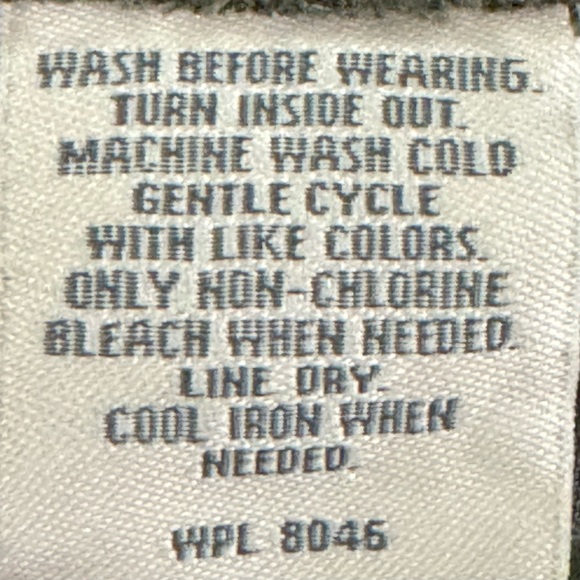 WASH BEFORE WEARING.
TURN INSIDE OUT.
MACHINE WASH COLD
GENTLE CYCLE
WITH LIKE COLORS.
ONLY NON-CHLORINE
BLEACH WHEN NEEDED.
LINE DRY.
COOL IRON WHEN
NEEDED.
WPL 8046